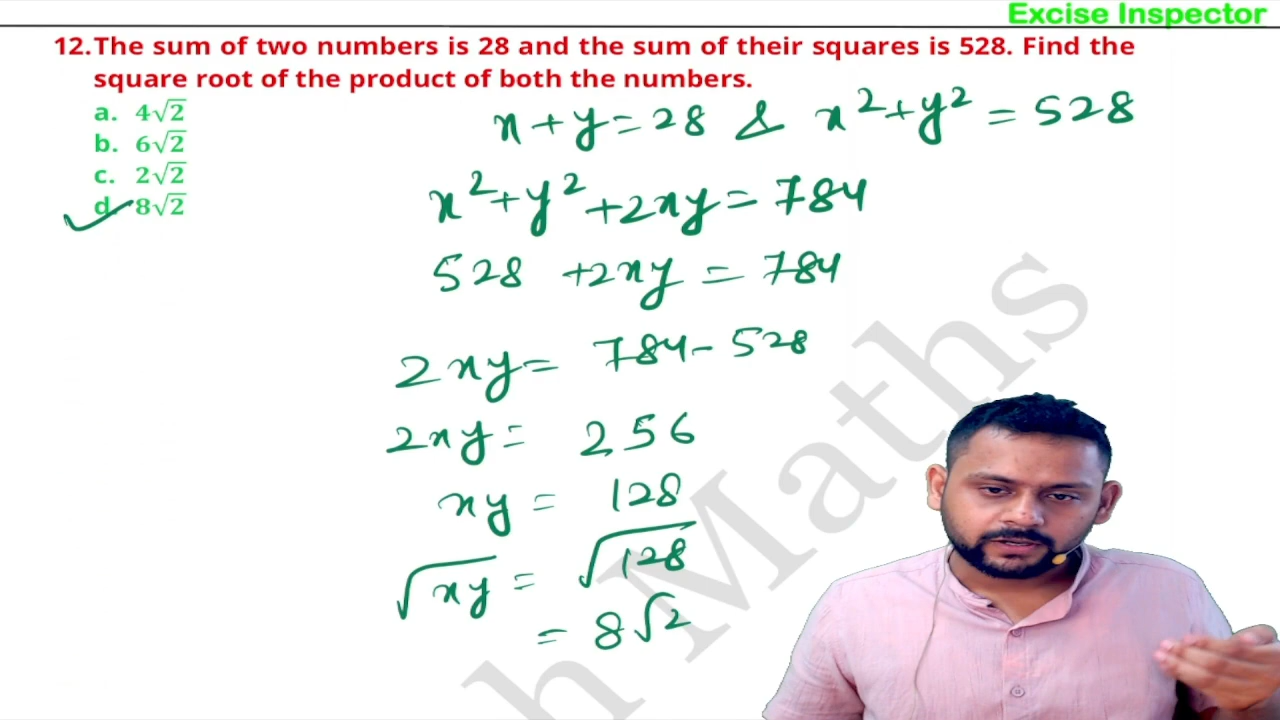 Excise Inspector
12. The sum of two numbers is 28 and the sum of their squares is 528. Find the
square root of the product of both the numbers.
a. 4√2
b. 6√2
c. 2√2
d. 8√2
x + y = 28 & x² + y² = 528
x² + y² + 2xy = 784
528 + 2xy = 784
2xy = 784 - 528
2xy = 256
xy = 128
√xy = √128
= 8√2
h Maths